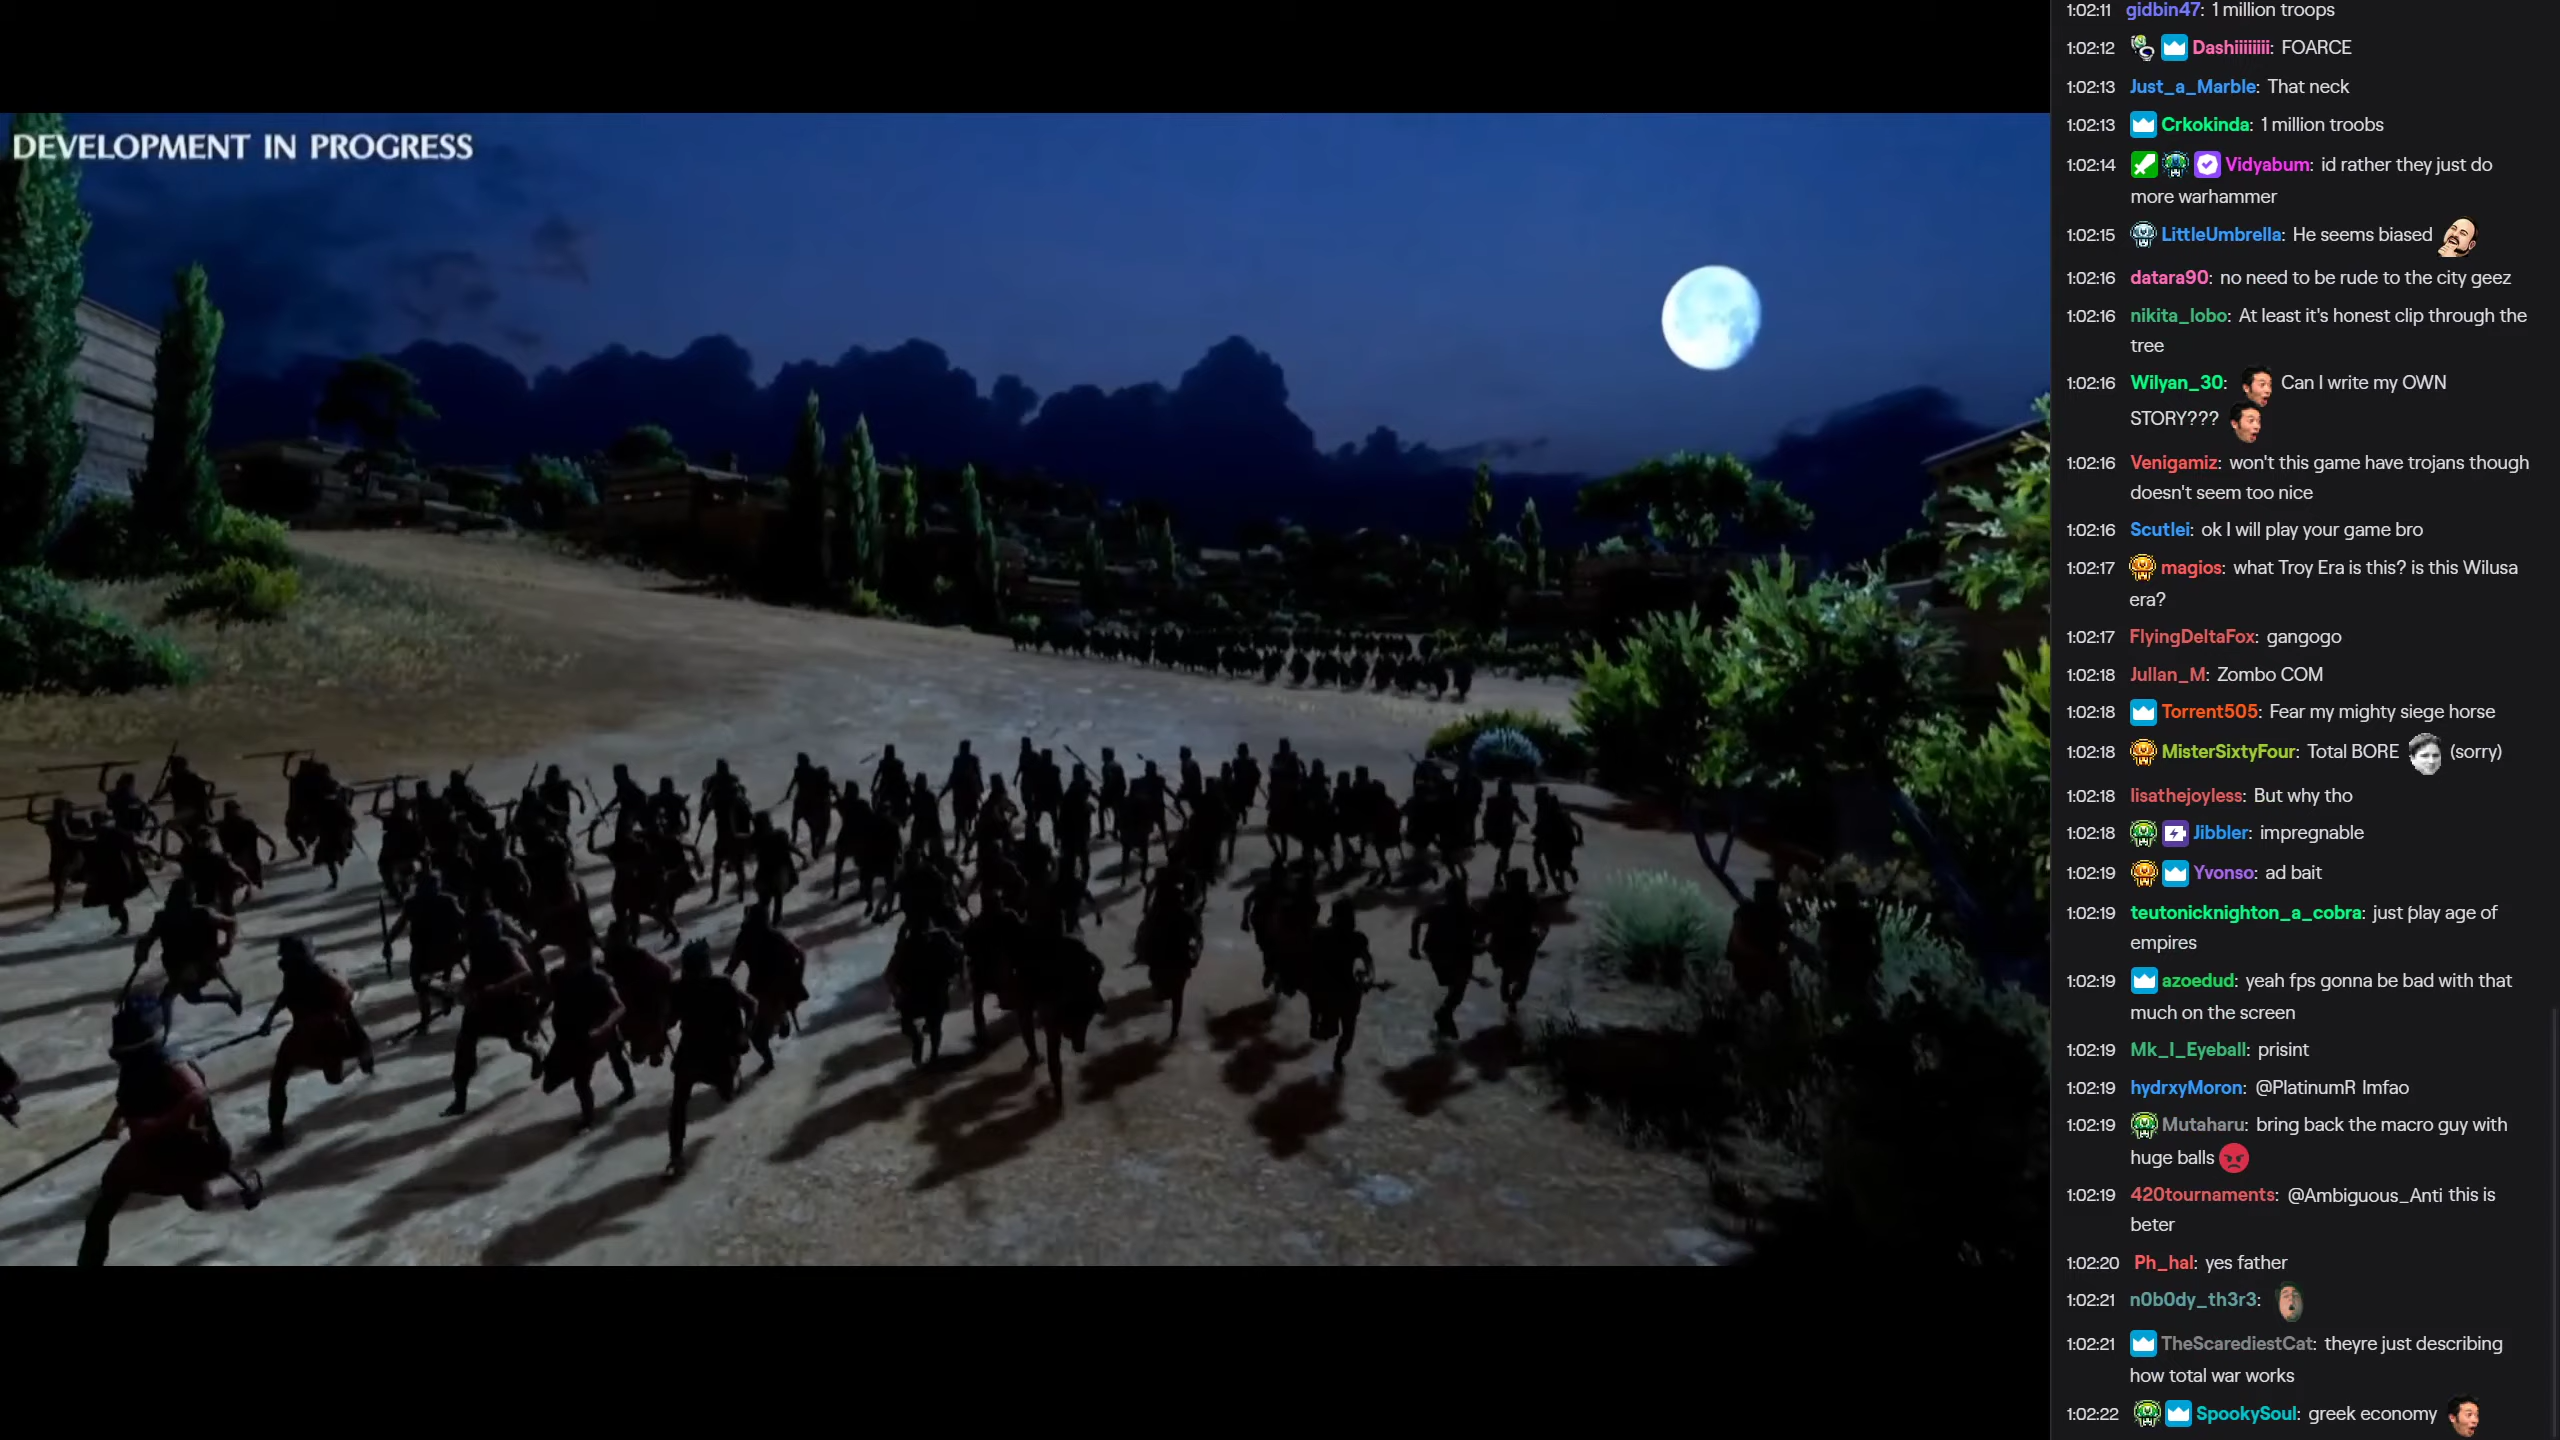 DEVELOPMENT IN PROGRESS
1:02:11 gidbin47: 1 million troops
1:02:12 Dashiiiiiiiii: FOARCE
1:02:13 Just_a_Marble: That neck
1:02:13 Crkokinda: 1 million troobs
1:02:14 Vidyabum: id rather they just do
more warhammer
1:02:15 LittleUmbrella: He seems biased
1:02:16 datara90: no need to be rude to the city geez
1:02:16 nikita_lobo: At least it's honest clip through the
tree
1:02:16 Wilyan_30: Can I write my OWN
STORY???
1:02:16 Venigamiz: won't this game have trojans though
doesn't seem too nice
1:02:16 Scutlei: ok I will play your game bro
1:02:17 magios: what Troy Era is this? is this Wilusa
era?
1:02:17 FlyingDeltaFox: gangogo
1:02:18 Jullan_M: Zombo COM
1:02:18 Torrent505: Fear my mighty siege horse
1:02:18 MisterSixtyFour: Total BORE (sorry)
1:02:18 lisathejoyless: But why tho
1:02:18 Jibbler: impregnable
1:02:19 Yvonso: ad bait
1:02:19 teutonicknighton_a_cobra: just play age of
empires
1:02:19 azoedud: yeah fps gonna be bad with that
much on the screen
1:02:19 Mk_I_Eyeball: prisint
1:02:19 hydrxyMoron: @PlatinumR lmfao
1:02:19 Mutaharu: bring back the macro guy with
huge balls
1:02:19 420tournaments: @Ambiguous_Anti this is
beter
1:02:20 Ph_hal: yes father
1:02:21 n0b0dy_th3r3:
1:02:21 TheScarediestCat: theyre just describing
how total war works
1:02:22 SpookySoul: greek economy